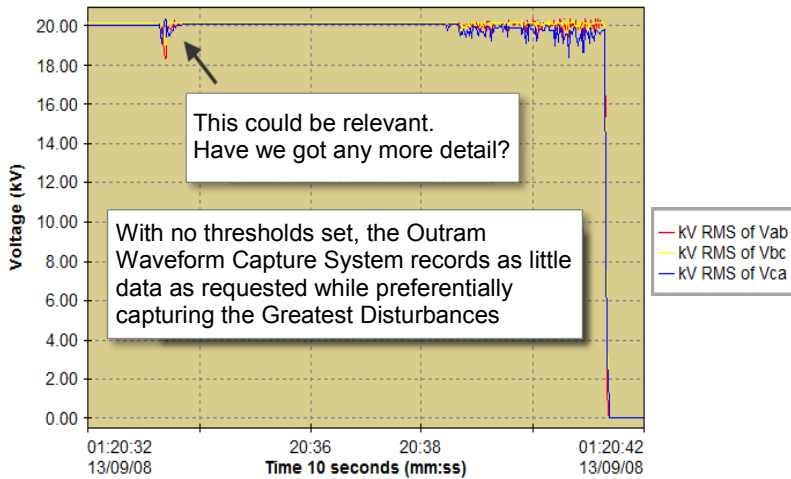 20.00
18.00
16.00
14.00
12.00
10.00
8.00
6.00
4.00
2.00
0.00
Voltage (kV)
This could be relevant.
Have we got any more detail?
With no thresholds set, the Outram
Waveform Capture System records as little
data as requested while preferentially
capturing the Greatest Disturbances
kV RMS of Vab
kV RMS of Vbc
kV RMS of Vca
01:20:32 20:36 20:38 01:20:42
13/09/08 Time 10 seconds (mm:ss) 13/09/08